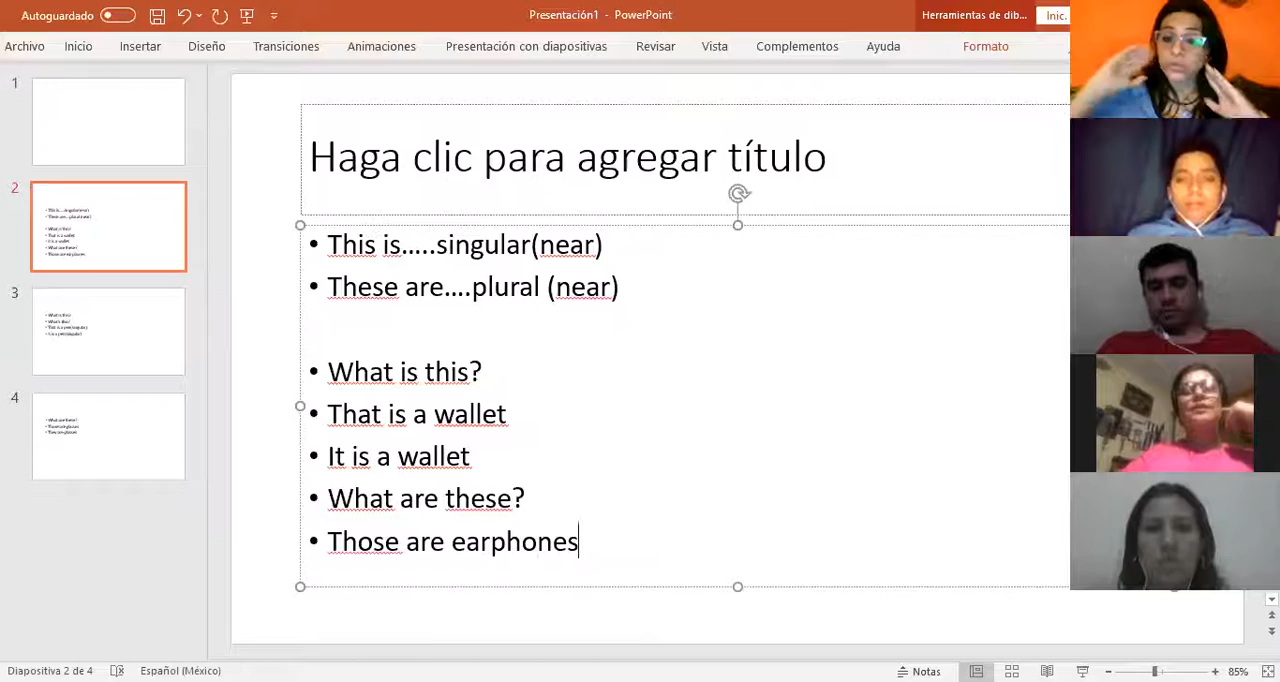 Autoguardado
Presentación1 - PowerPoint
Herramientas de dib...
Inic.
Archivo Inicio Insertar Diseño Transiciones Animaciones Presentación con diapositivas Revisar Vista Complementos Ayuda Formato
1
2
3
4
Haga clic para agregar título
• This is.....singular(near)
• These are....plural (near)
• What is this?
• That is a wallet
• It is a wallet
• What are these?
• Those are earphones
Diapositiva 2 de 4 Español (México) Notas 85%